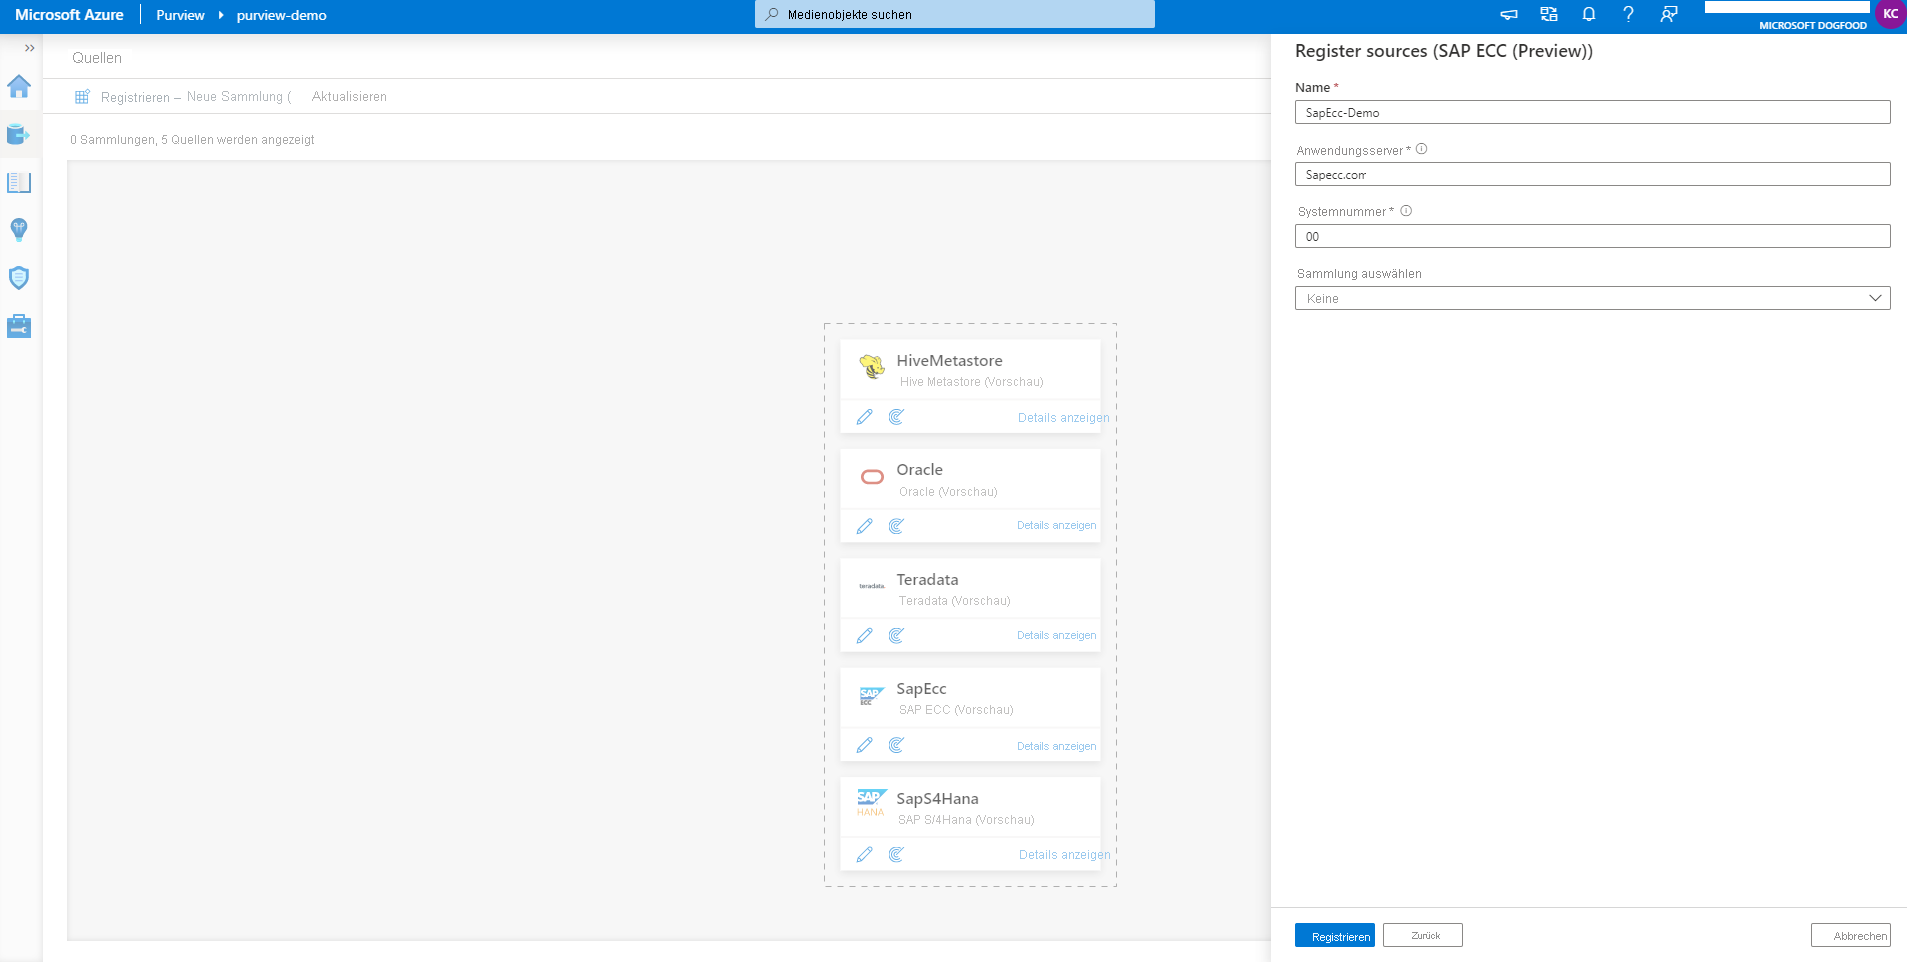 Microsoft Azure
Purview
purview-demo
Medienobjekte suchen
MICROSOFT DOGFOOD
KC
Quellen
Registrieren –
Neue Sammlung (
Aktualisieren
0 Sammlungen, 5 Quellen werden angezeigt
HiveMetastore
Hive Metastore (Vorschau)
Details anzeigen
Oracle
Oracle (Vorschau)
Details anzeigen
teradata.
Teradata
Teradata (Vorschau)
Details anzeigen
SAP
ECC
SapEcc
SAP ECC (Vorschau)
Details anzeigen
SAP
HANA
SapS4Hana
SAP S/4Hana (Vorschau)
Details anzeigen
Register sources (SAP ECC (Preview))
Name *
SapEcc-Demo
Anwendungsserver *
Sapecc.com
Systemnummer *
00
Sammlung auswählen
Keine
Registrieren
Zurück
Abbrechen